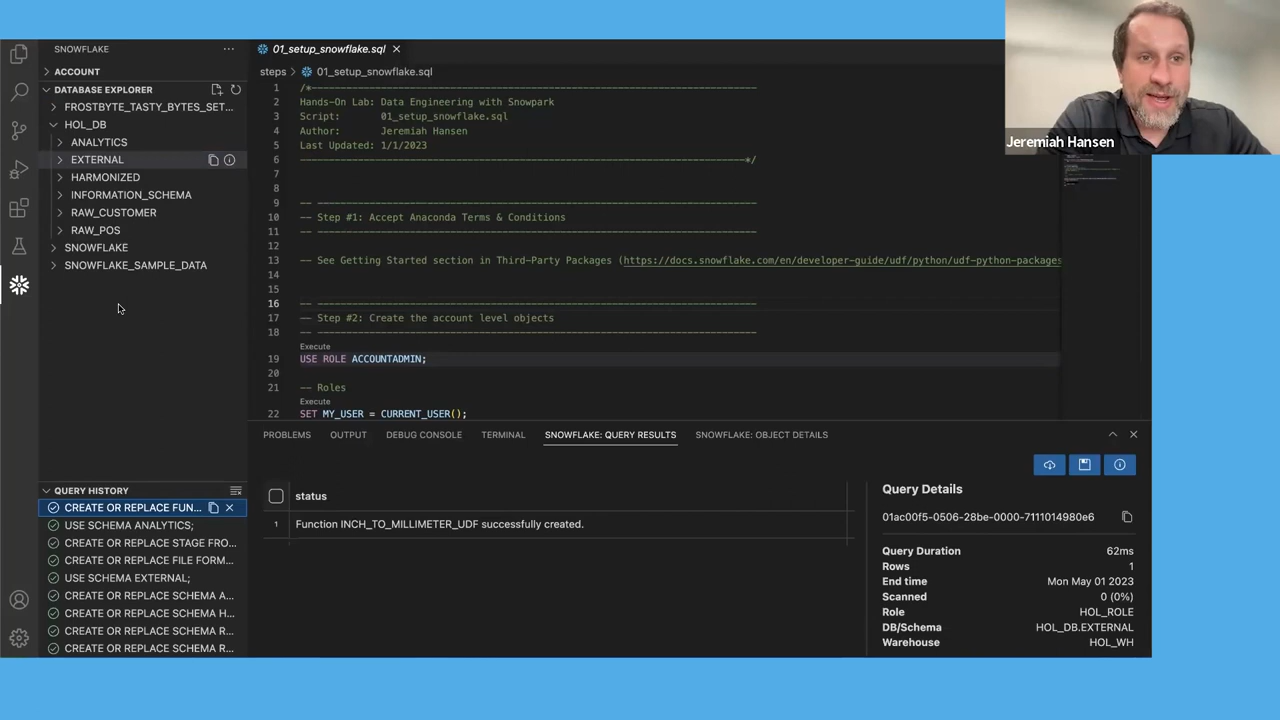 SNOWFLAKE
ACCOUNT
DATABASE EXPLORER
FROSTBYTE_TASTY_BYTES_SET...
HOL_DB
ANALYTICS
EXTERNAL
HARMONIZED
INFORMATION_SCHEMA
RAW_CUSTOMER
RAW_POS
SNOWFLAKE
SNOWFLAKE_SAMPLE_DATA
QUERY HISTORY
CREATE OR REPLACE FUN...
USE SCHEMA ANALYTICS;
CREATE OR REPLACE STAGE FRO...
CREATE OR REPLACE FILE FORM...
USE SCHEMA EXTERNAL;
CREATE OR REPLACE SCHEMA A...
CREATE OR REPLACE SCHEMA H...
CREATE OR REPLACE SCHEMA R...
CREATE OR REPLACE SCHEMA R...
01_setup_snowflake.sql
steps > 01_setup_snowflake.sql
1 /*-----------------------------------------------------------------------------
2 Hands-On Lab: Data Engineering with Snowpark
3 Script: 01_setup_snowflake.sql
4 Author: Jeremiah Hansen
5 Last Updated: 1/1/2023
6 -----------------------------------------------------------------------------*/
7
8
9 -- ----------------------------------------------------------------------------
10 -- Step #1: Accept Anaconda Terms & Conditions
11 -- ----------------------------------------------------------------------------
12
13 -- See Getting Started section in Third-Party Packages (https://docs.snowflake.com/en/developer-guide/udf/python/udf-python-packages
14
15
16 -- ----------------------------------------------------------------------------
17 -- Step #2: Create the account level objects
18 -- ----------------------------------------------------------------------------
Execute
19 USE ROLE ACCOUNTADMIN;
20
21 -- Roles
Execute
22 SET MY_USER = CURRENT_USER();
PROBLEMS OUTPUT DEBUG CONSOLE TERMINAL SNOWFLAKE: QUERY RESULTS SNOWFLAKE: OBJECT DETAILS
status
1 Function INCH_TO_MILLIMETER_UDF successfully created.
Query Details
01ac00f5-0506-28be-0000-7111014980e6
Query Duration 62ms
Rows 1
End time Mon May 01 2023
Scanned 0 (0%)
Role HOL_ROLE
DB/Schema HOL_DB.EXTERNAL
Warehouse HOL_WH
Jeremiah Hansen